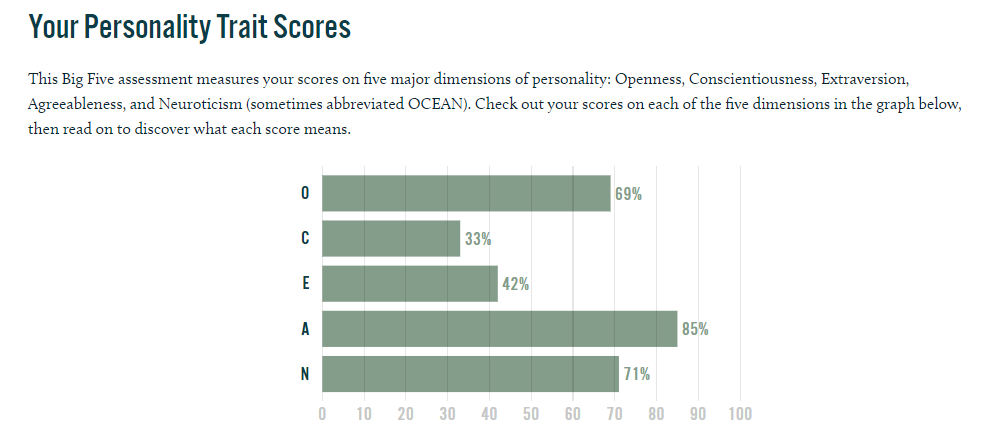 Your Personality Trait Scores
This Big Five assessment measures your scores on five major dimensions of personality: Openness, Conscientiousness, Extraversion,
Agreeableness, and Neuroticism (sometimes abbreviated OCEAN). Check out your scores on each of the five dimensions in the graph below,
then read on to discover what each score means.
O 69%
C 33%
E 42%
A 85%
N 71%
0 10 20 30 40 50 60 70 80 90 100